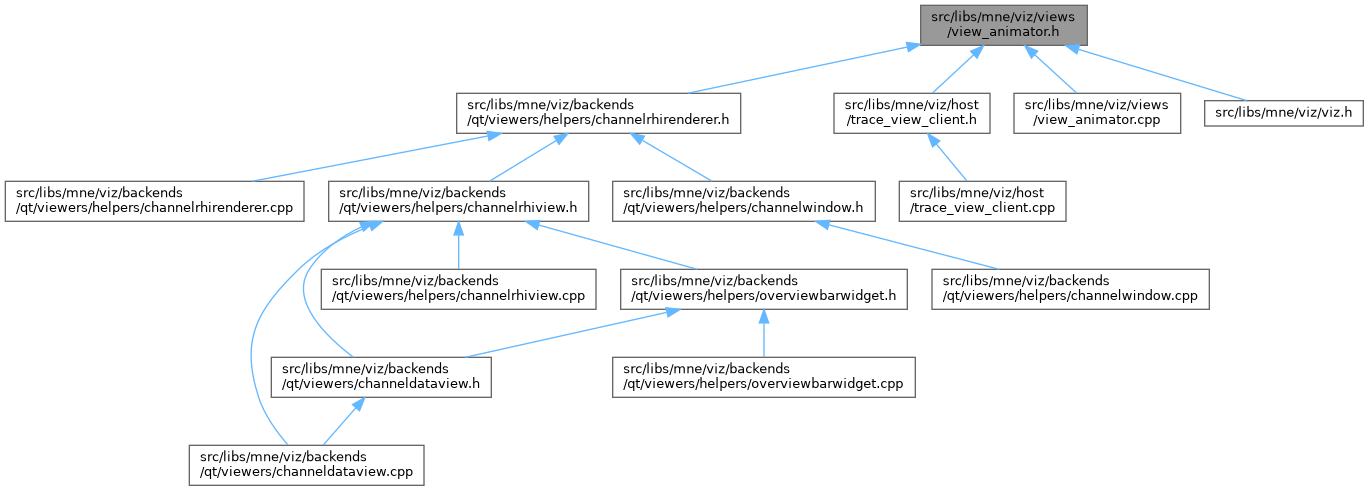 src/libs/mne/viz/views
/view_animator.h
src/libs/mne/viz/backends
/qt/viewers/helpers/channelrhirenderer.h
src/libs/mne/viz/host
/trace_view_client.h
src/libs/mne/viz/views
/view_animator.cpp
src/libs/mne/viz/viz.h
src/libs/mne/viz/backends
/qt/viewers/helpers/channelrhirenderer.cpp
src/libs/mne/viz/backends
/qt/viewers/helpers/channelrhiview.h
src/libs/mne/viz/backends
/qt/viewers/helpers/channelwindow.h
src/libs/mne/viz/host
/trace_view_client.cpp
src/libs/mne/viz/backends
/qt/viewers/helpers/channelrhiview.cpp
src/libs/mne/viz/backends
/qt/viewers/helpers/overviewbarwidget.h
src/libs/mne/viz/backends
/qt/viewers/helpers/channelwindow.cpp
src/libs/mne/viz/backends
/qt/viewers/channeldataview.h
src/libs/mne/viz/backends
/qt/viewers/helpers/overviewbarwidget.cpp
src/libs/mne/viz/backends
/qt/viewers/channeldataview.cpp